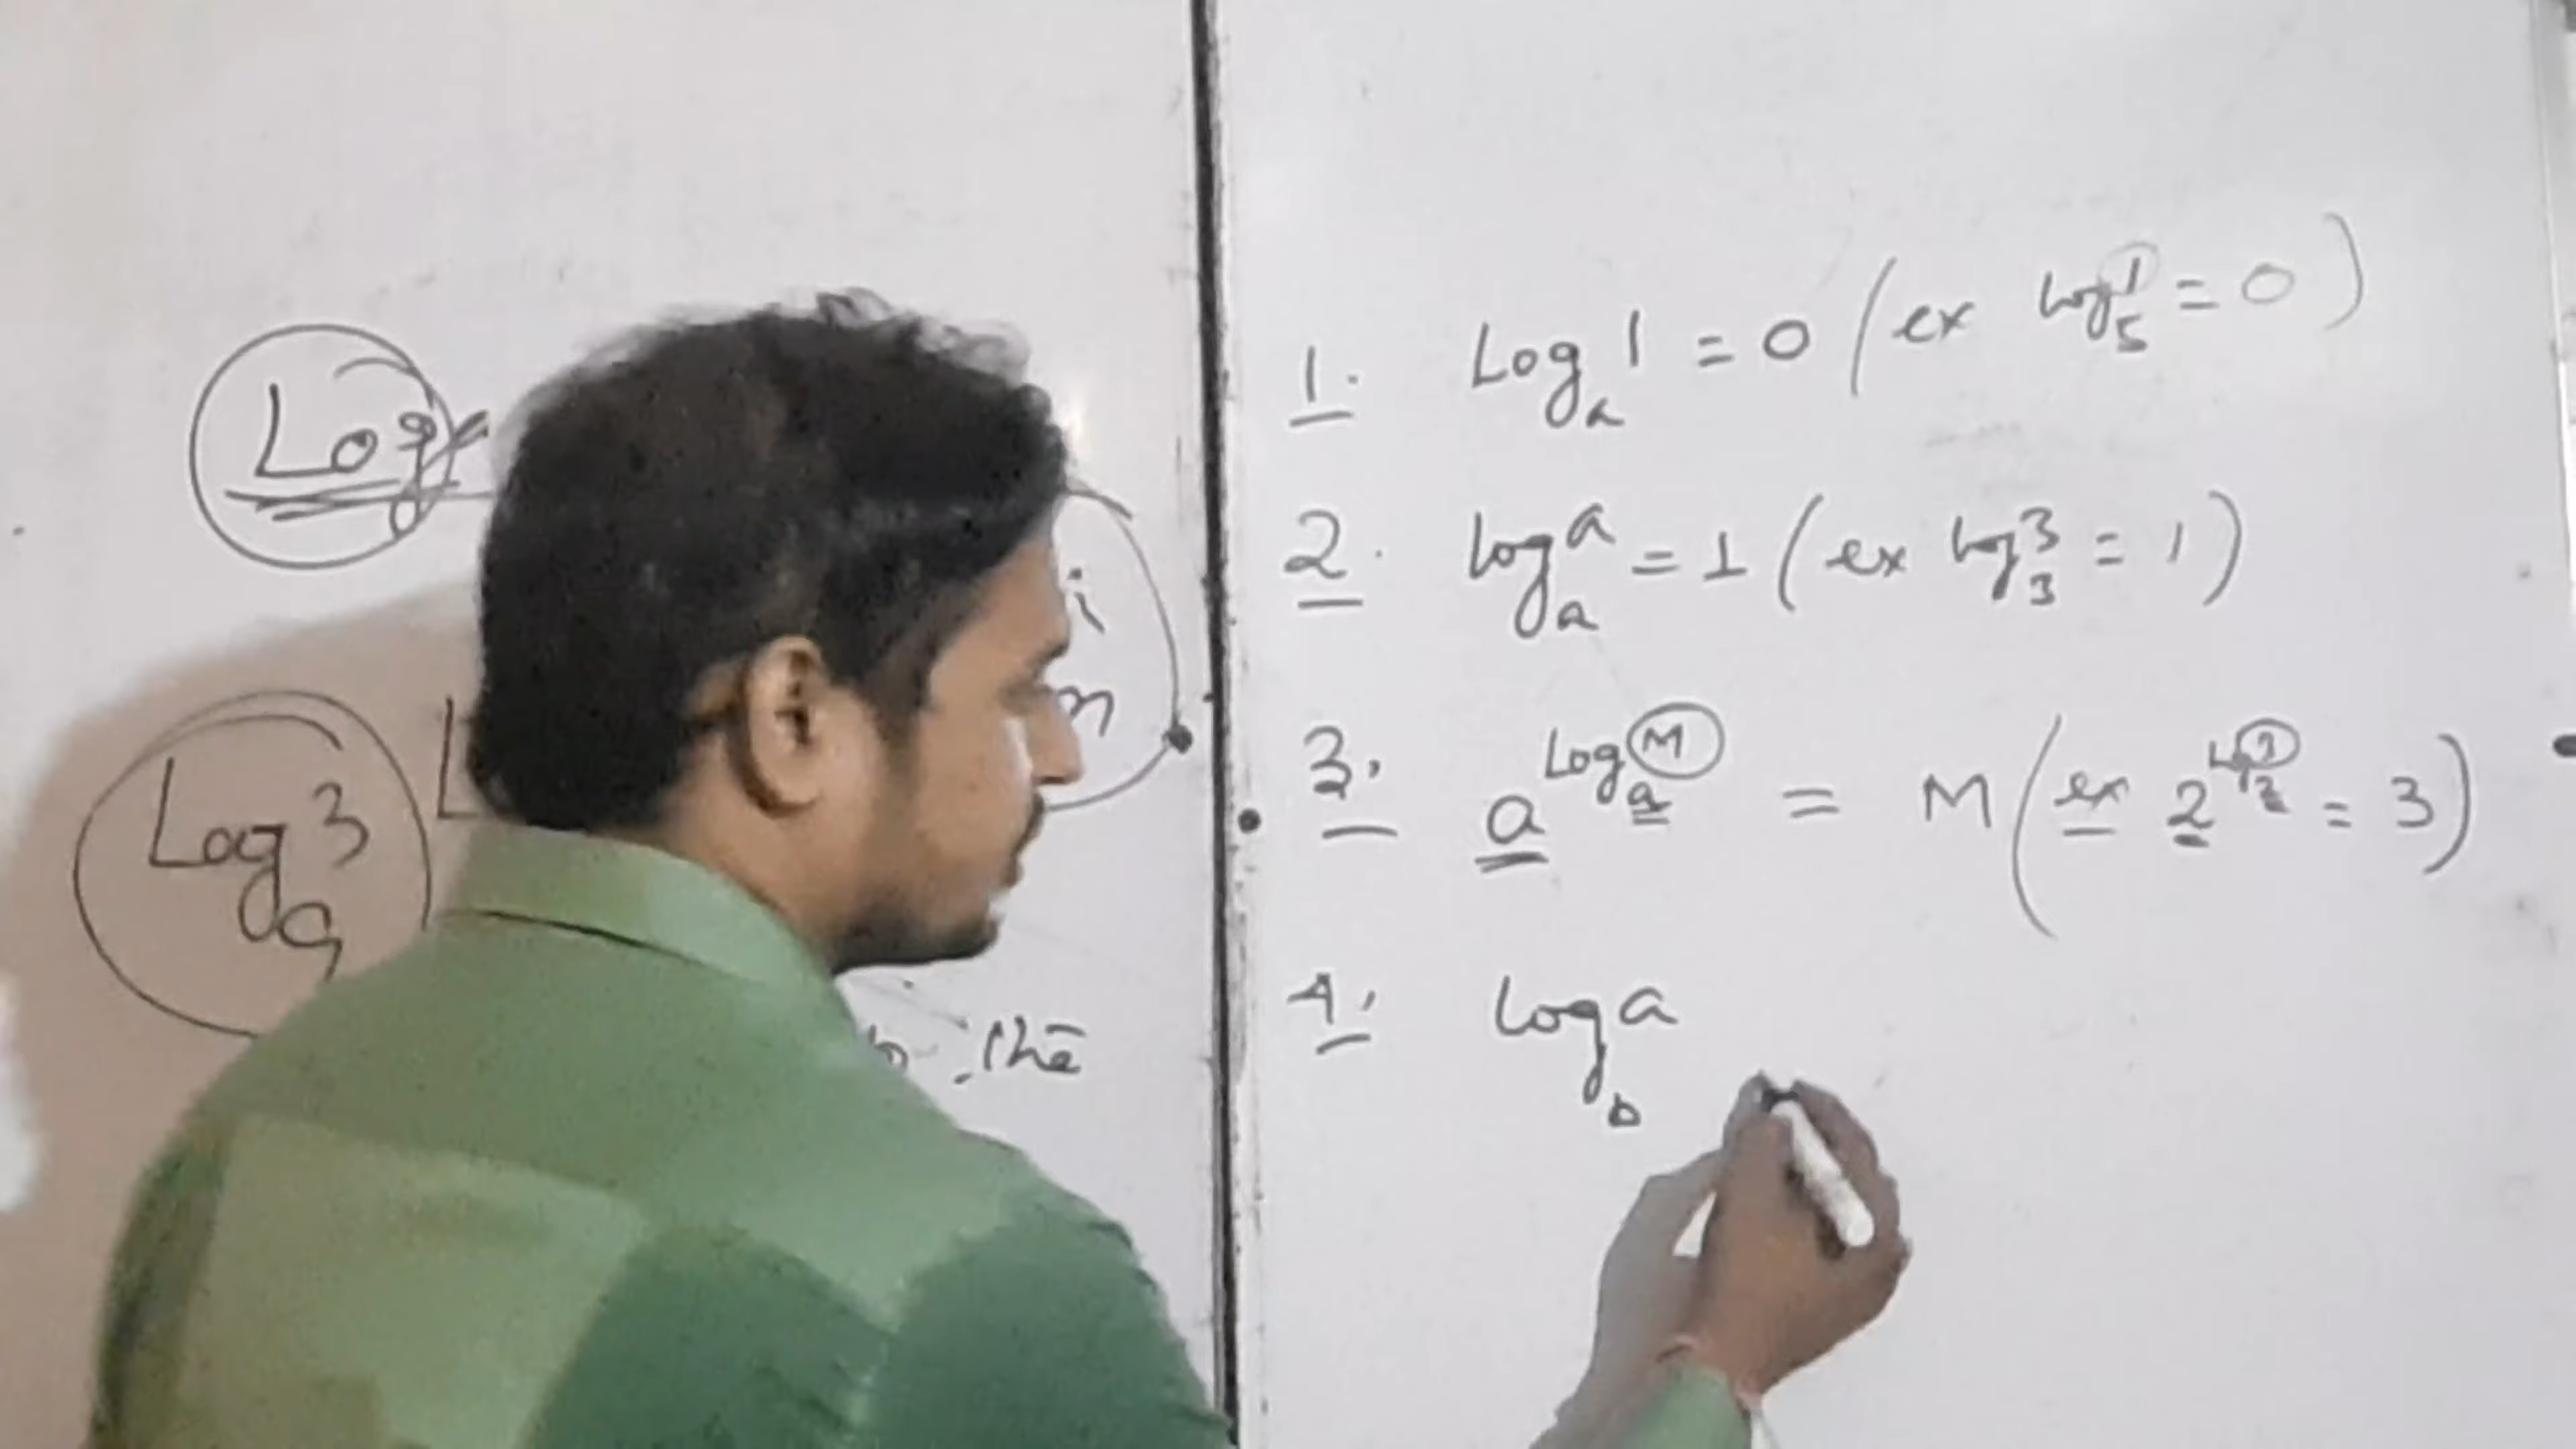 Log
Log 3
9
i
n
the
1. Log_a 1 = 0 (ex log_5 1 = 0)
2. log_a a = 1 (ex log_3 3 = 1)
3. a^(Log_a M) = M (ex 2^(Log_2 3) = 3)
4. log_b a